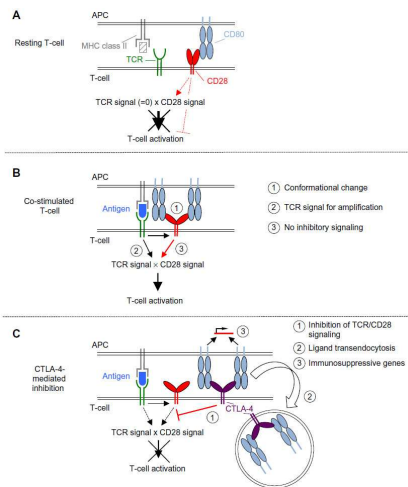 A
APC
Resting T-cell
MHC class II
CD80
TCR
T-cell
CD28
TCR signal (=0) x CD28 signal
T-cell activation
B
APC
Co-stimulated
T-cell
Antigen
1
T-cell
2
3
TCR signal x CD28 signal
T-cell activation
1 Conformational change
2 TCR signal for amplification
3 No inhibitory signaling
C
3
1 Inhibition of TCR/CD28
signaling
2 Ligand transendocytosis
3 Immunosuppressive genes
APC
CTLA-4-
mediated
inhibition
Antigen
2
T-cell
CTLA-4
1
TCR signal x CD28 signal
T-cell activation